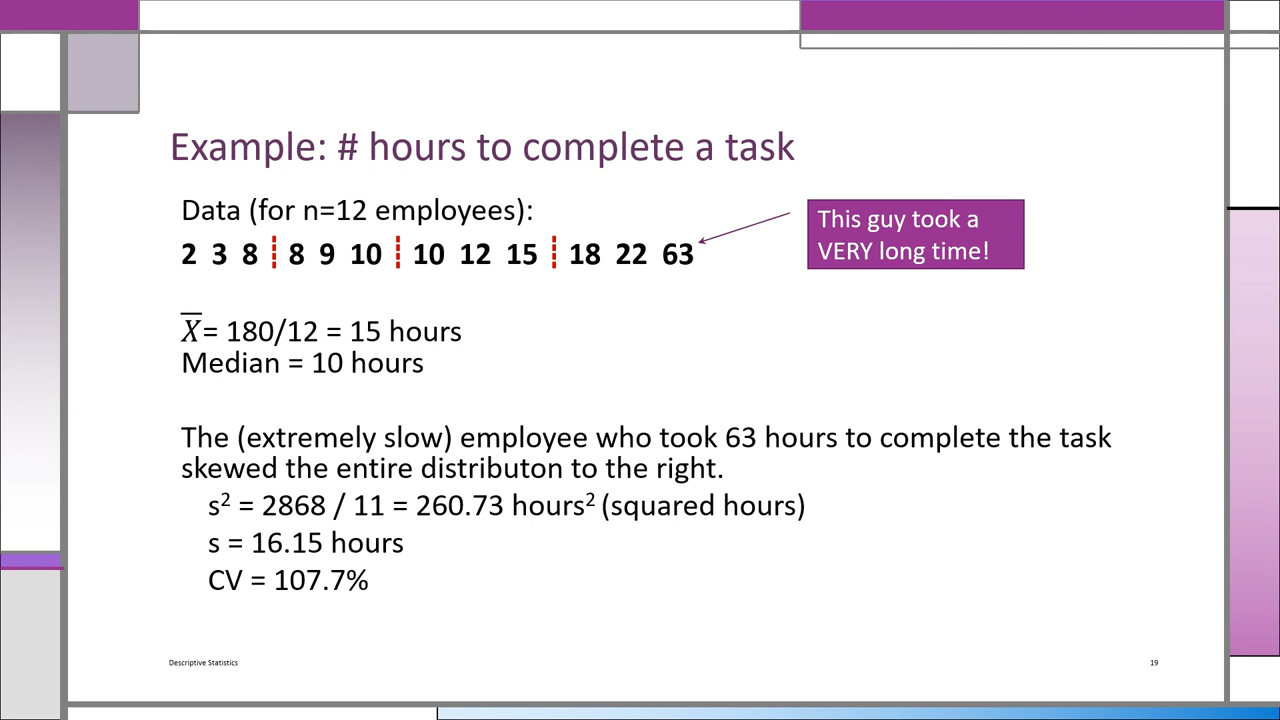 Example: # hours to complete a task
Data (for n=12 employees):
2 3 8 8 9 10 10 12 15 18 22 63
This guy took a
VERY long time!
X̅= 180/12 = 15 hours
Median = 10 hours
The (extremely slow) employee who took 63 hours to complete the task
skewed the entire distributon to the right.
s² = 2868 / 11 = 260.73 hours² (squared hours)
s = 16.15 hours
CV = 107.7%
Descriptive Statistics
19